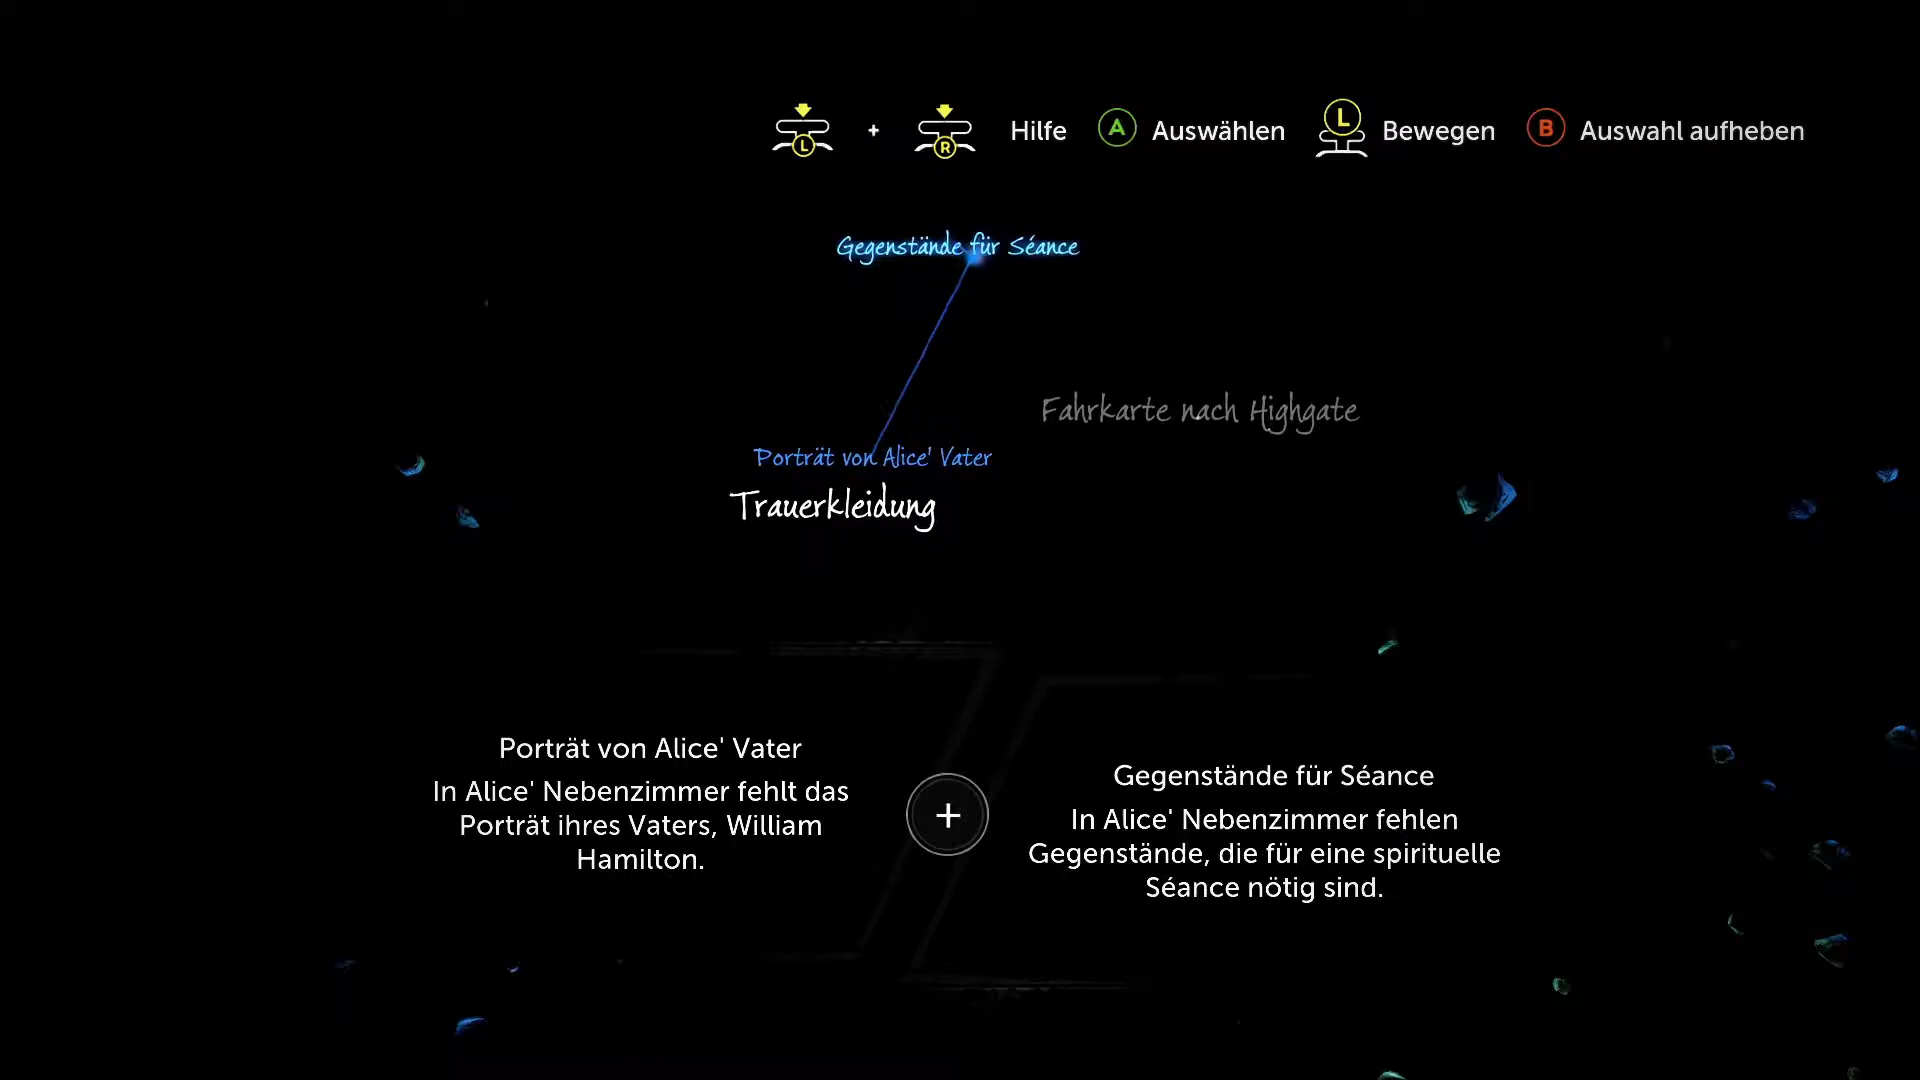 L + R Hilfe A Auswählen L Bewegen B Auswahl aufheben
Gegenstände für Séance
Fahrkarte nach Highgate
Porträt von Alice' Vater
Trauerkleidung
Porträt von Alice' Vater
In Alice' Nebenzimmer fehlt das
Porträt ihres Vaters, William
Hamilton.
+
Gegenstände für Séance
In Alice' Nebenzimmer fehlen
Gegenstände, die für eine spirituelle
Séance nötig sind.